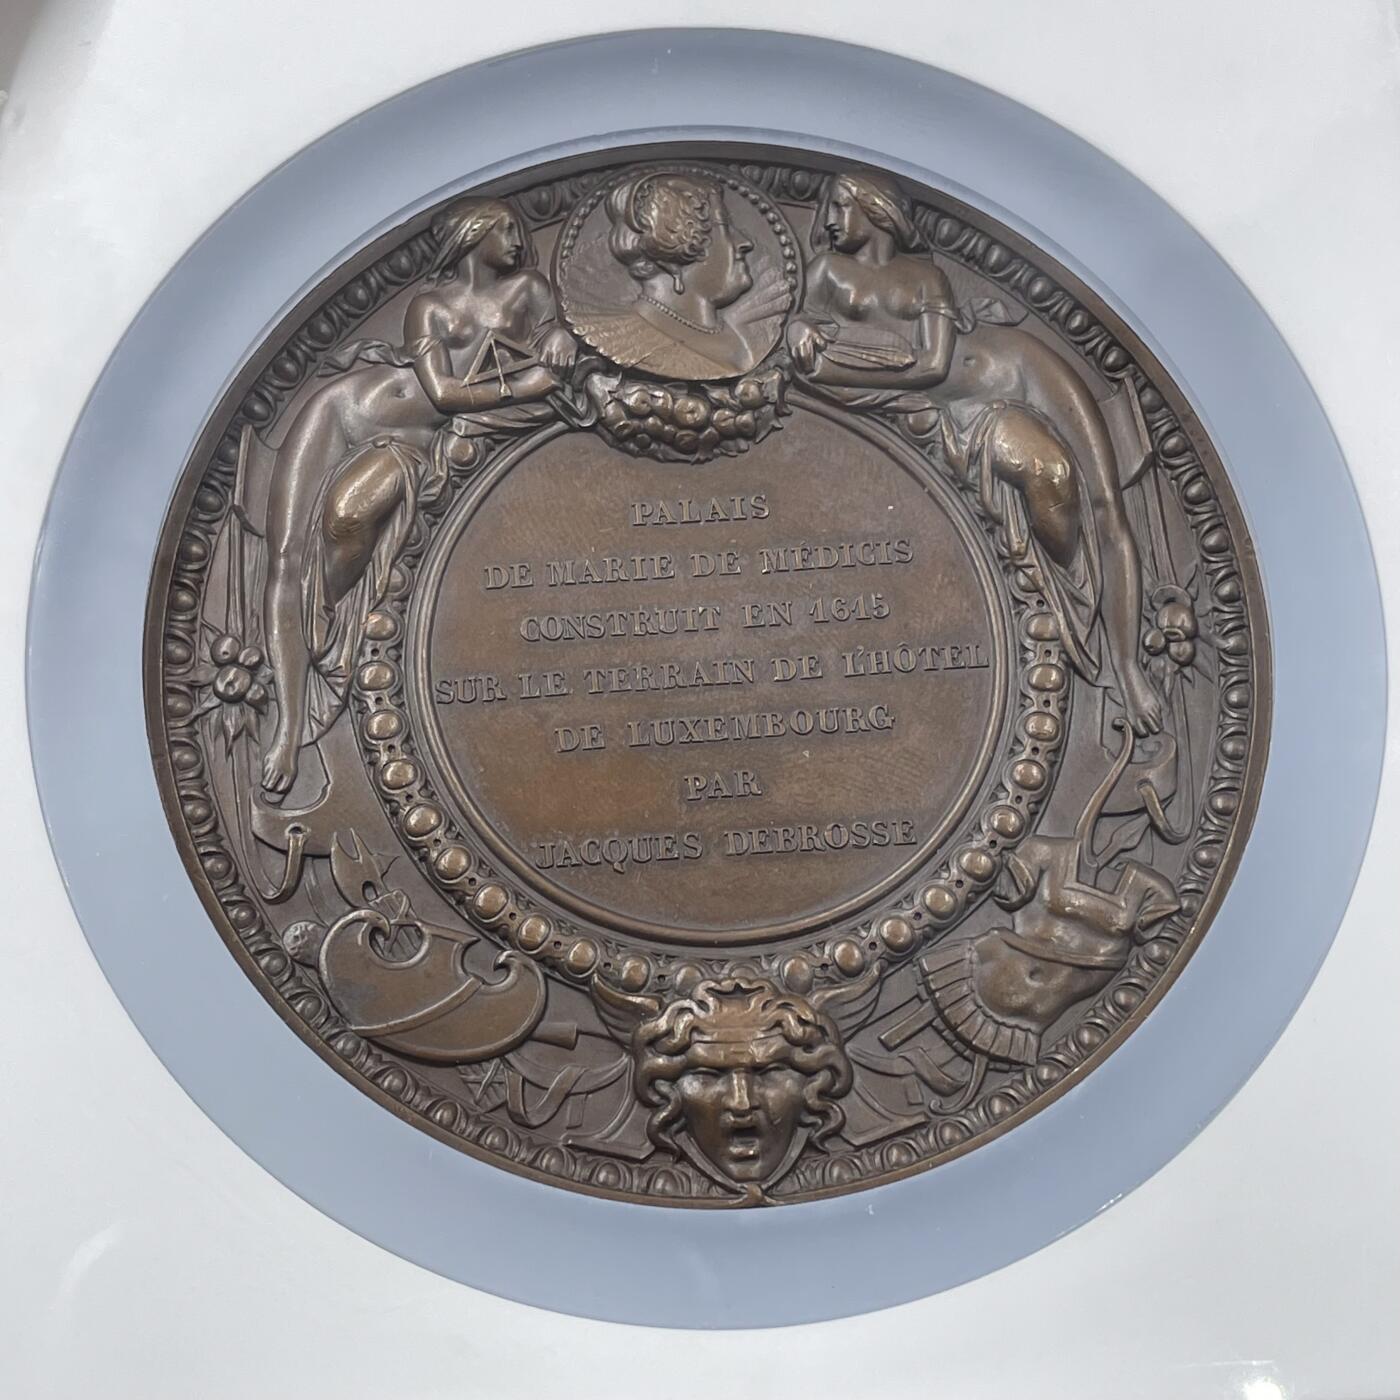 PALAIS
DE MARIE DE MÉDICIS
CONSTRUIT EN 1615
SUR LE TERRAIN DE L'HÔTEL
DE LUXEMBOURG
PAR
JACQUES DEBROSSE